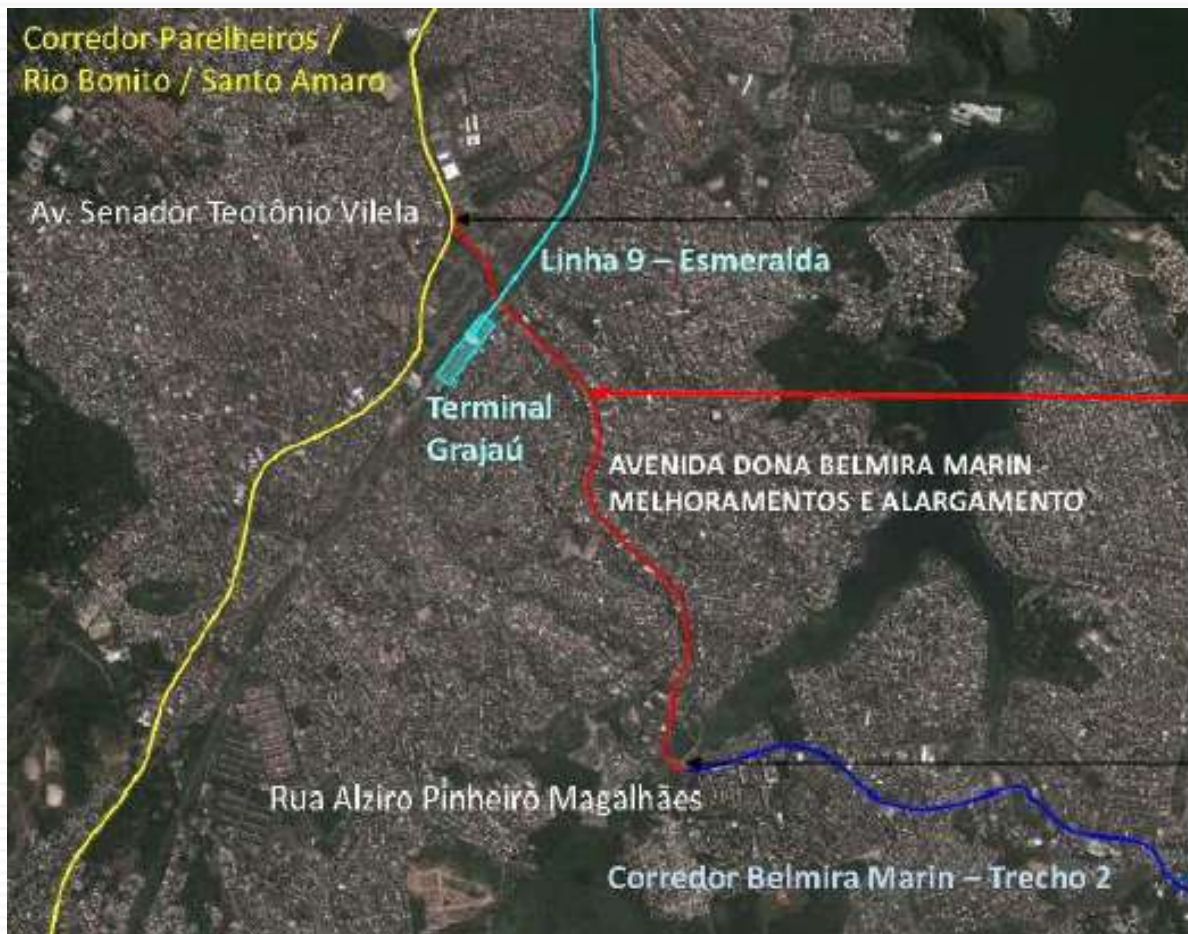 Corredor Parelheiros /
Rio Bonito / Santo Amaro
Av. Senador Teotônio Vilela
Linha 9 – Esmeralda
Terminal
Grajaú
AVENIDA DONA BELMIRA MARIN -
MELHORAMENTOS E ALARGAMENTO
Rua Alziro Pinheiro Magalhães
Corredor Belmira Marin – Trecho 2